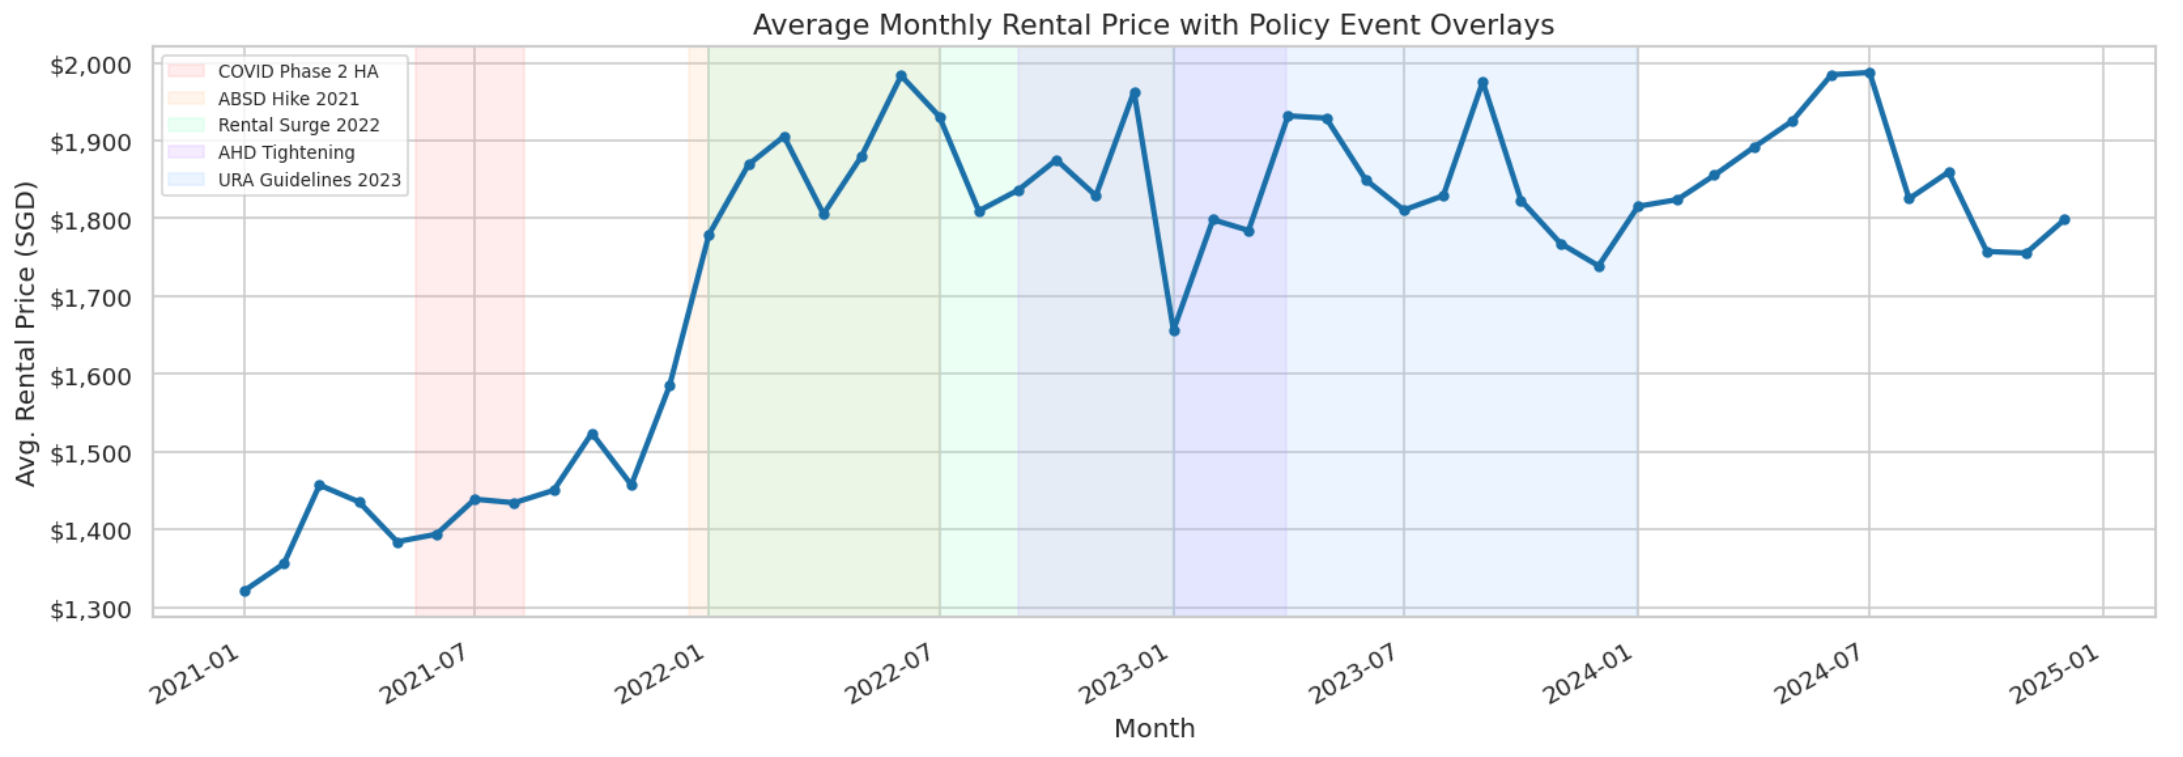 Average Monthly Rental Price with Policy Event Overlays
COVID Phase 2 HA
ABSD Hike 2021
Rental Surge 2022
AHD Tightening
URA Guidelines 2023
Avg. Rental Price (SGD)
$2,000
$1,900
$1,800
$1,700
$1,600
$1,500
$1,400
$1,300
2021-01
2021-07
2022-01
2022-07
2023-01
2023-07
2024-01
2024-07
2025-01
Month